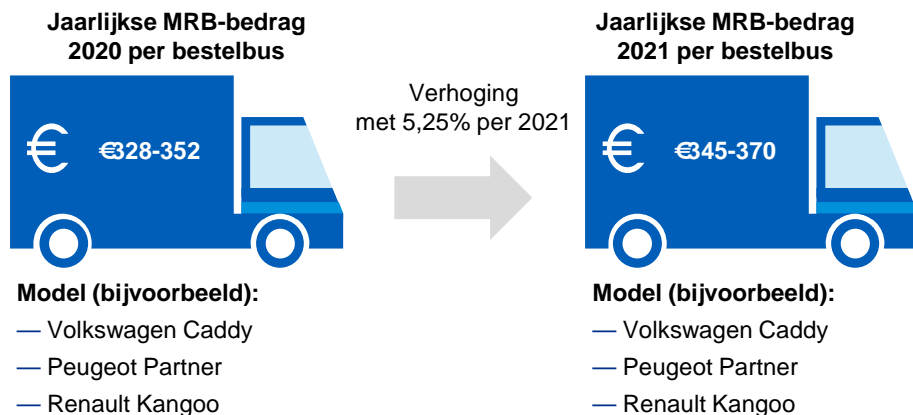 Jaarlijkse MRB-bedrag
2020 per bestelbus
€
€328-352
Model (bijvoorbeeld):
— Volkswagen Caddy
— Peugeot Partner
— Renault Kangoo
Verhoging
met 5,25% per 2021
Jaarlijkse MRB-bedrag
2021 per bestelbus
€
€345-370
Model (bijvoorbeeld):
— Volkswagen Caddy
— Peugeot Partner
— Renault Kangoo